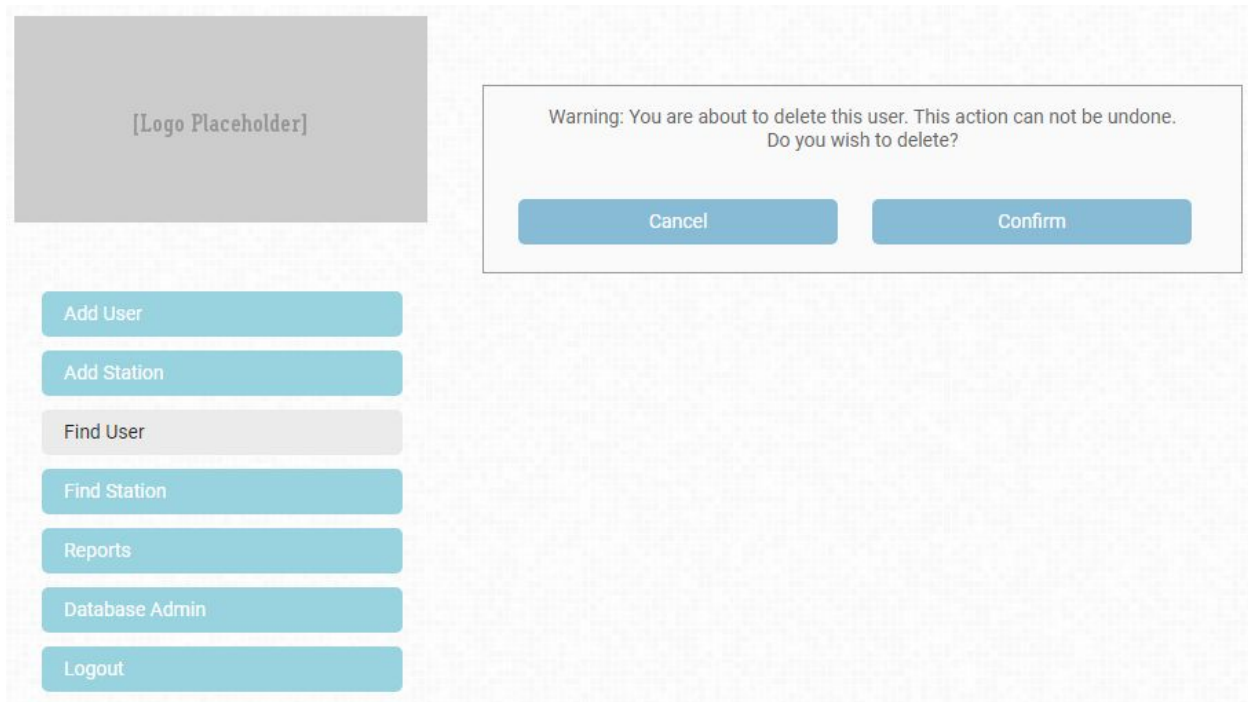 [Logo Placeholder]
Warning: You are about to delete this user. This action can not be undone.
Do you wish to delete?
Cancel
Confirm
Add User
Add Station
Find User
Find Station
Reports
Database Admin
Logout